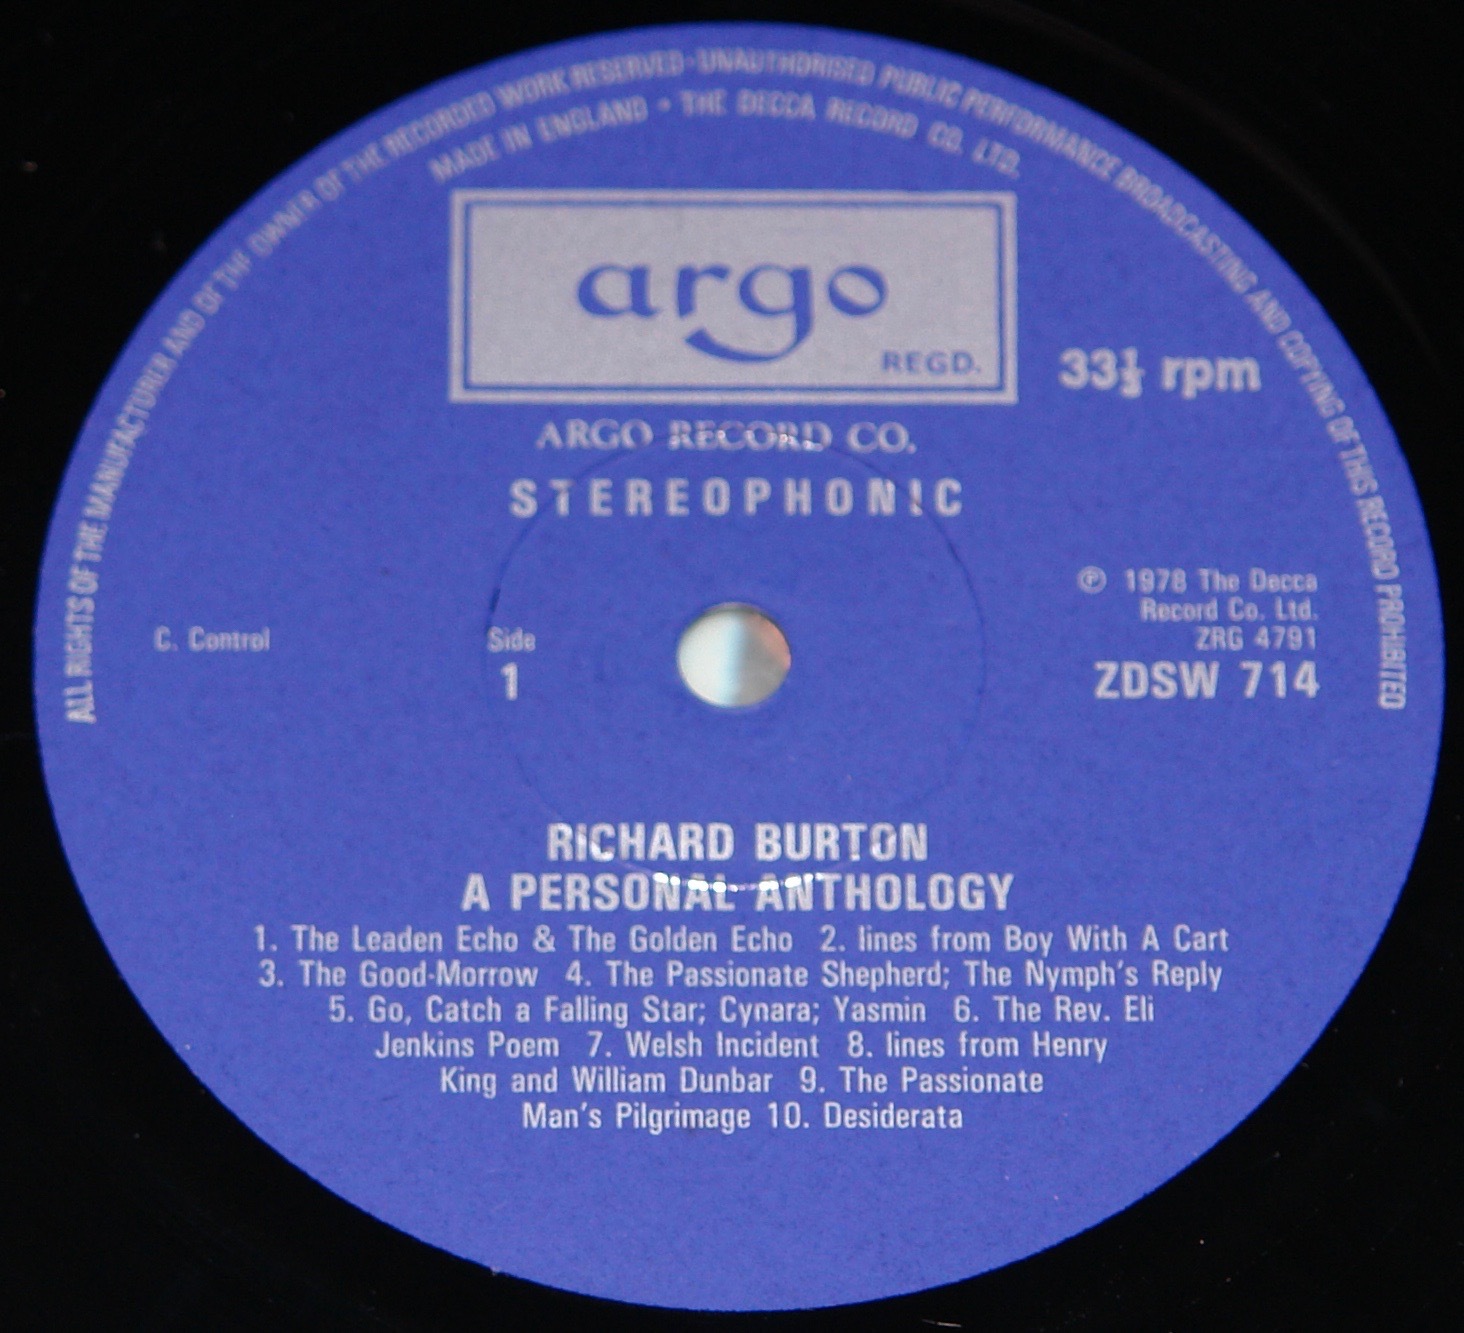 ALL RIGHTS OF THE MANUFACTURER AND OF THE OWNER OF THE RECORDED WORK RESERVED · UNAUTHORISED PUBLIC PERFORMANCE BROADCASTING AND COPYING OF THIS RECORD PROHIBITED
MADE IN ENGLAND · THE DECCA RECORD CO. LTD.
argo
REGD.
33⅓ rpm
ARGO RECORD CO.
STEREOPHONIC
℗ 1978 The Decca
Record Co. Ltd.
ZRG 4791
ZDSW 714
C. Control
Side
1
RICHARD BURTON
A PERSONAL ANTHOLOGY
1. The Leaden Echo & The Golden Echo 2. lines from Boy With A Cart
3. The Good-Morrow 4. The Passionate Shepherd; The Nymph's Reply
5. Go, Catch a Falling Star; Cynara; Yasmin 6. The Rev. Eli
Jenkins Poem 7. Welsh Incident 8. lines from Henry
King and William Dunbar 9. The Passionate
Man's Pilgrimage 10. Desiderata